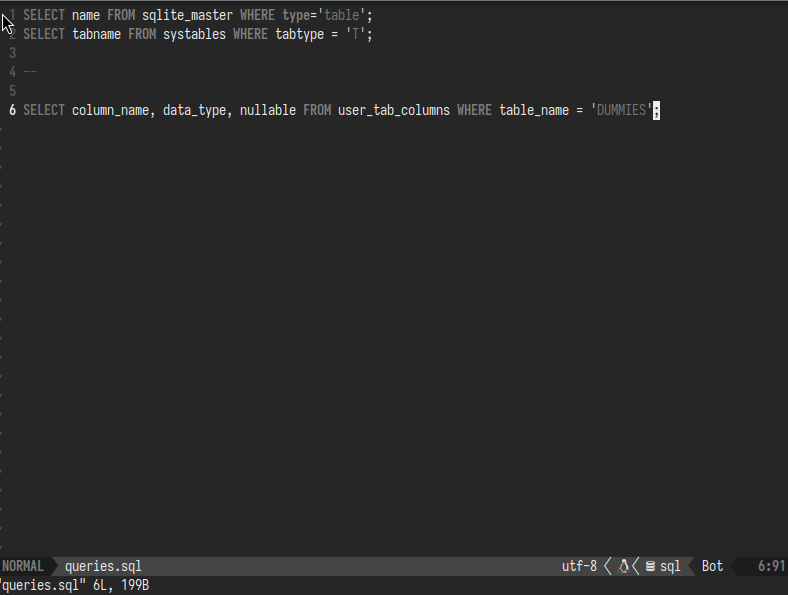 1 SELECT name FROM sqlite_master WHERE type='table';
2 SELECT tabname FROM systables WHERE tabtype = 'T';
3
4 --
5
6 SELECT column_name, data_type, nullable FROM user_tab_columns WHERE table_name = 'DUMMIES';
NORMAL queries.sql utf-8 sql Bot 6:91
"queries.sql" 6L, 199B